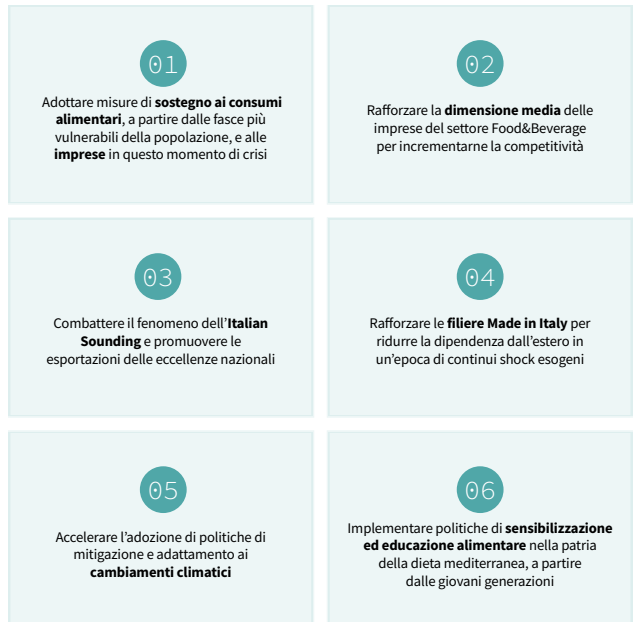 01
Adottare misure di sostegno ai consumi
alimentari, a partire dalle fasce più
vulnerabili della popolazione, e alle
imprese in questo momento di crisi
02
Rafforzare la dimensione media delle
imprese del settore Food&Beverage
per incrementarne la competitività
03
Combattere il fenomeno dell'Italian
Sounding e promuovere le
esportazioni delle eccellenze nazionali
04
Rafforzare le filiere Made in Italy per
ridurre la dipendenza dall'estero in
un'epoca di continui shock esogeni
05
Accelerare l'adozione di politiche di
mitigazione e adattamento ai
cambiamenti climatici
06
Implementare politiche di sensibilizzazione
ed educazione alimentare nella patria
della dieta mediterranea, a partire
dalle giovani generazioni